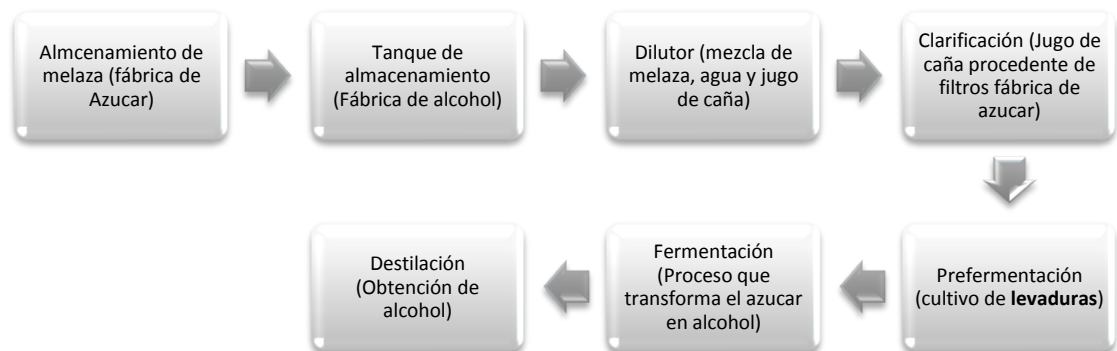 Almcenamiento de
melaza (fábrica de
Azucar)
Tanque de
almacenamiento
(Fábrica de alcohol)
Dilutor (mezcla de
melaza, agua y jugo
de caña)
Clarificación (Jugo de
caña procedente de
filtros fábrica de
azucar)
Prefermentación
(cultivo de levaduras)
Fermentación
(Proceso que
transforma el azucar
en alcohol)
Destilación
(Obtención de
alcohol)